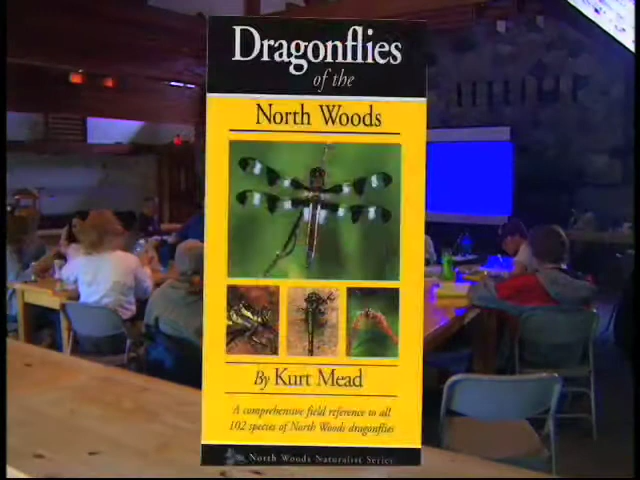 Dragonflies
of the
North Woods
By Kurt Mead
A comprehensive field reference to all
102 species of North Woods dragonflies
North Woods Naturalist Series